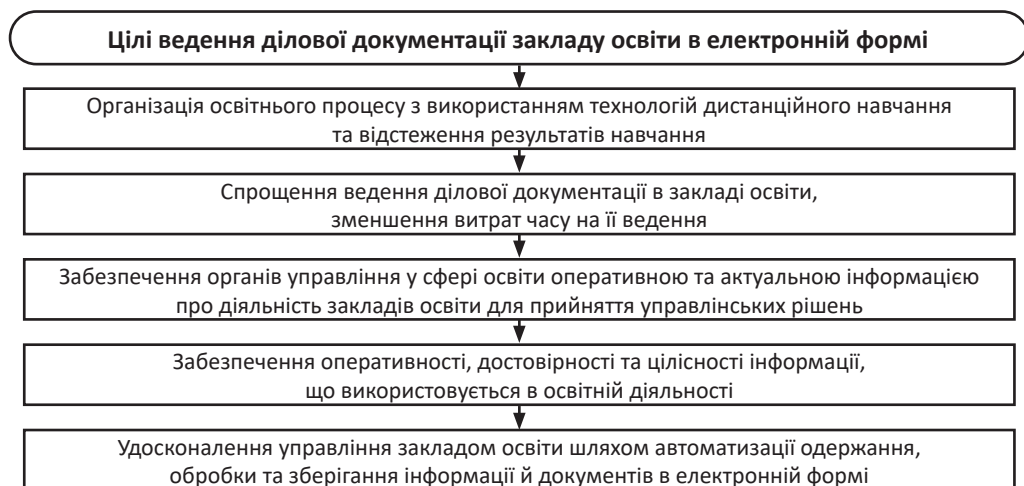 Цілі ведення ділової документації закладу освіти в електронній формі
Організація освітнього процесу з використанням технологій дистанційного навчання
та відстеження результатів навчання
Спрощення ведення ділової документації в закладі освіти,
зменшення витрат часу на її ведення
Забезпечення органів управління у сфері освіти оперативною та актуальною інформацією
про діяльність закладів освіти для прийняття управлінських рішень
Забезпечення оперативності, достовірності та цілісності інформації,
що використовується в освітній діяльності
Удосконалення управління закладом освіти шляхом автоматизації одержання,
обробки та зберігання інформації й документів в електронній формі